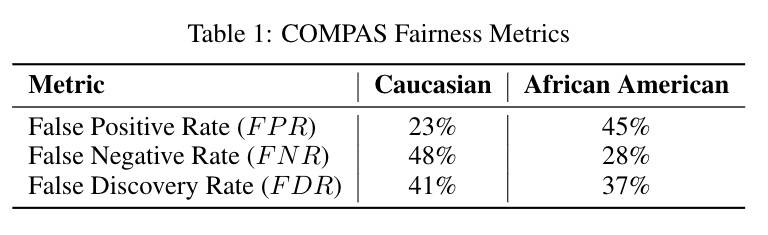 Table 1: COMPAS Fairness Metrics
Metric Caucasian African American
False Positive Rate (FPR) 23% 45%
False Negative Rate (FNR) 48% 28%
False Discovery Rate (FDR) 41% 37%